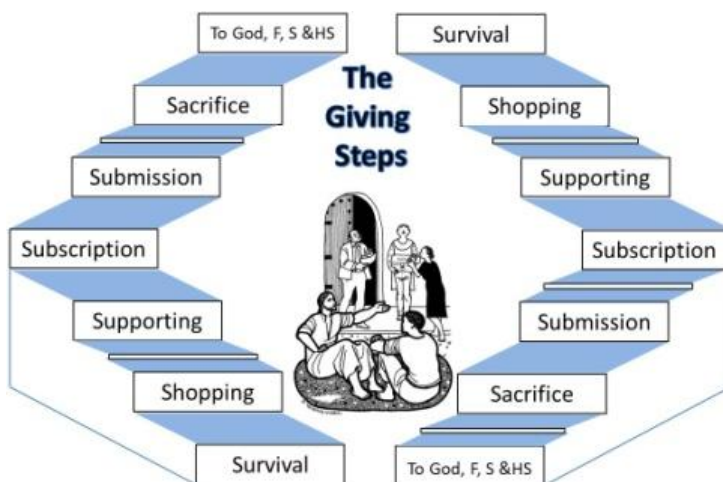 To God, F, S &HS
Sacrifice
Submission
Subscription
Supporting
Shopping
Survival
The
Giving
Steps
Survival
Shopping
Supporting
Subscription
Submission
Sacrifice
To God, F, S &HS